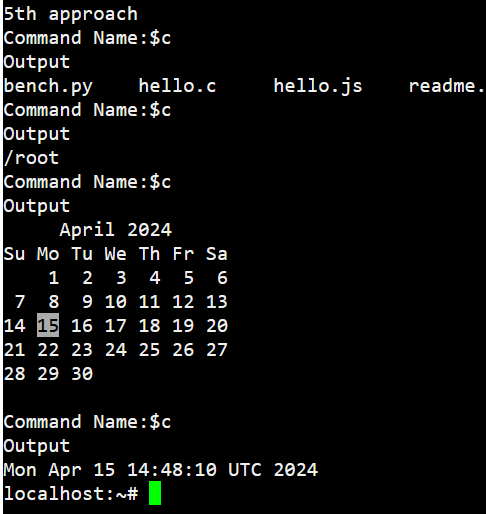 5th approach
Command Name:$c
Output
bench.py    hello.c     hello.js    readme.
Command Name:$c
Output
/root
Command Name:$c
Output
     April 2024
Su Mo Tu We Th Fr Sa
    1  2  3  4  5  6
 7  8  9 10 11 12 13
14 15 16 17 18 19 20
21 22 23 24 25 26 27
28 29 30

Command Name:$c
Output
Mon Apr 15 14:48:10 UTC 2024
localhost:~#